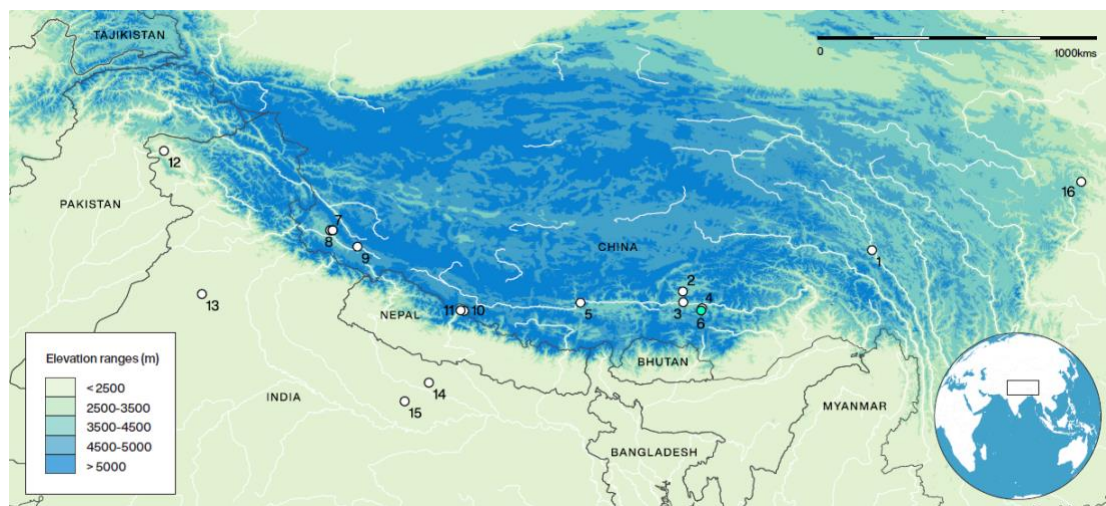 TAJIKISTAN
0
1000kms
12
16
PAKISTAN
7
8
9
CHINA
1
2
13
NEPAL
11
10
5
4
3
6
BHUTAN
Elevation ranges (m)
< 2500
2500-3500
3500-4500
4500-5000
> 5000
14
INDIA
15
MYANMAR
BANGLADESH